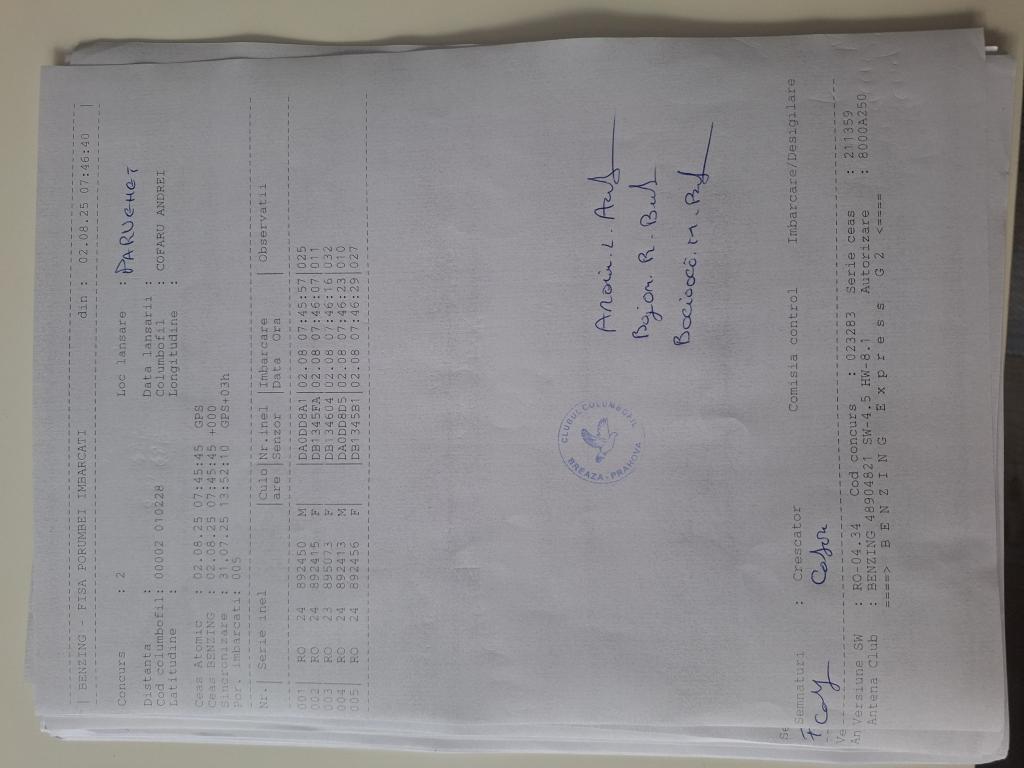 | BENZING - FISA PORUMBEI IMBARCATI din : 02.08.25 07:46:40 |
Concurs : 2 Loc lansare : PARUCHET
Distanta : Data lansarii :
Cod columbofil: 00002 010228 Columbofil : COFARU ANDREI
Latitudine : Longitudine :
Ceas Atomic : 02.08.25 07:45:45 GPS
Ceas BENZING : 02.08.25 07:45:45 +000
Sincronizare : 31.07.25 13:52:10 GPS+03h
Por. imbarcati: 005
Nr.| Serie inel |Culo|Nr.inel |Imbarcare | Observatii
|are |Senzor |Data Ora |
001| RO 24 892450 M |DA0DD8A1|02.08 07:45:57|025
002| RO 24 892415 F |DB1345FA|02.08 07:46:07|011
003| RO 23 895073 F |DB134604|02.08 07:46:16|032
004| RO 24 892413 M |DA0DD8D5|02.08 07:46:23|010
005| RO 24 892456 F |DB1345B1|02.08 07:46:29|027
CLUBUL COLUMBOFIL
BREAZA - PRAHOVA
Bojan. R.
Semnaturi : Crescator Comisia control Imbarcare/Desigilare
Versiune SW : RO-04.34 Cod concurs : 023283 Serie ceas : 211359
Antena Club : BENZING 48904821 SW-4.5 HW-8.1 Autorizare : 8000A250
====> B E N Z I N G E x p r e s s G 2 <====